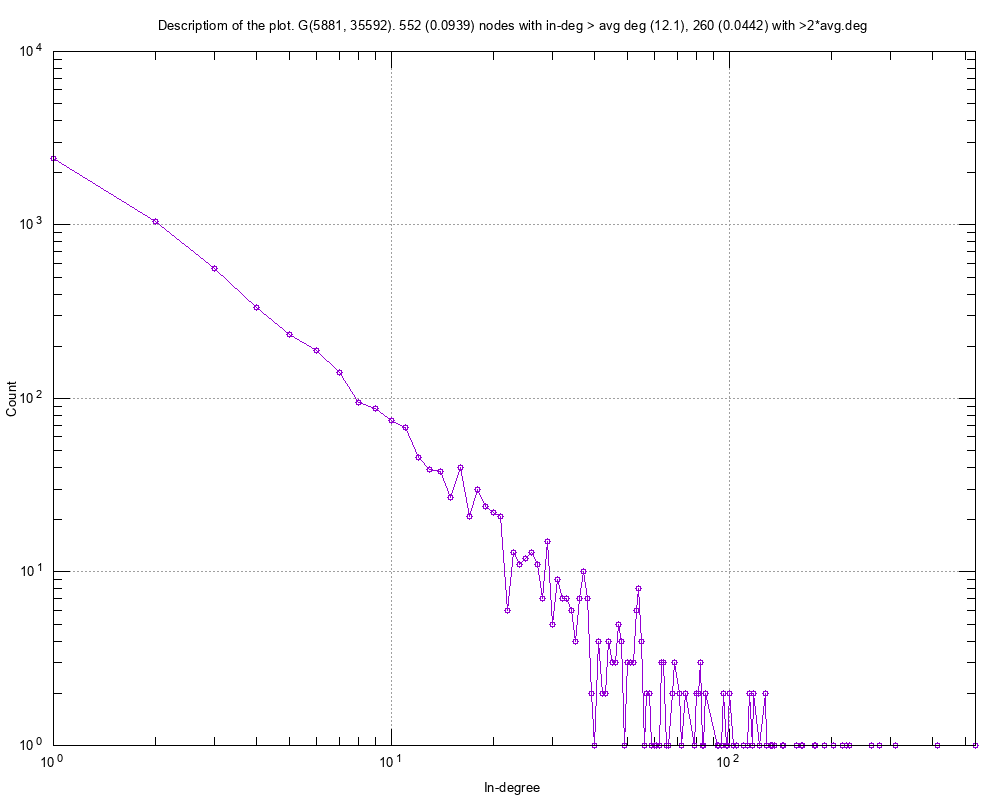 Descriptiom of the plot. G(5881, 35592). 552 (0.0939) nodes with in-deg > avg deg (12.1), 260 (0.0442) with >2*avg.deg
10^4
10^3
10^2
10^1
10^0
Count
10^0 10^1 10^2
In-degree